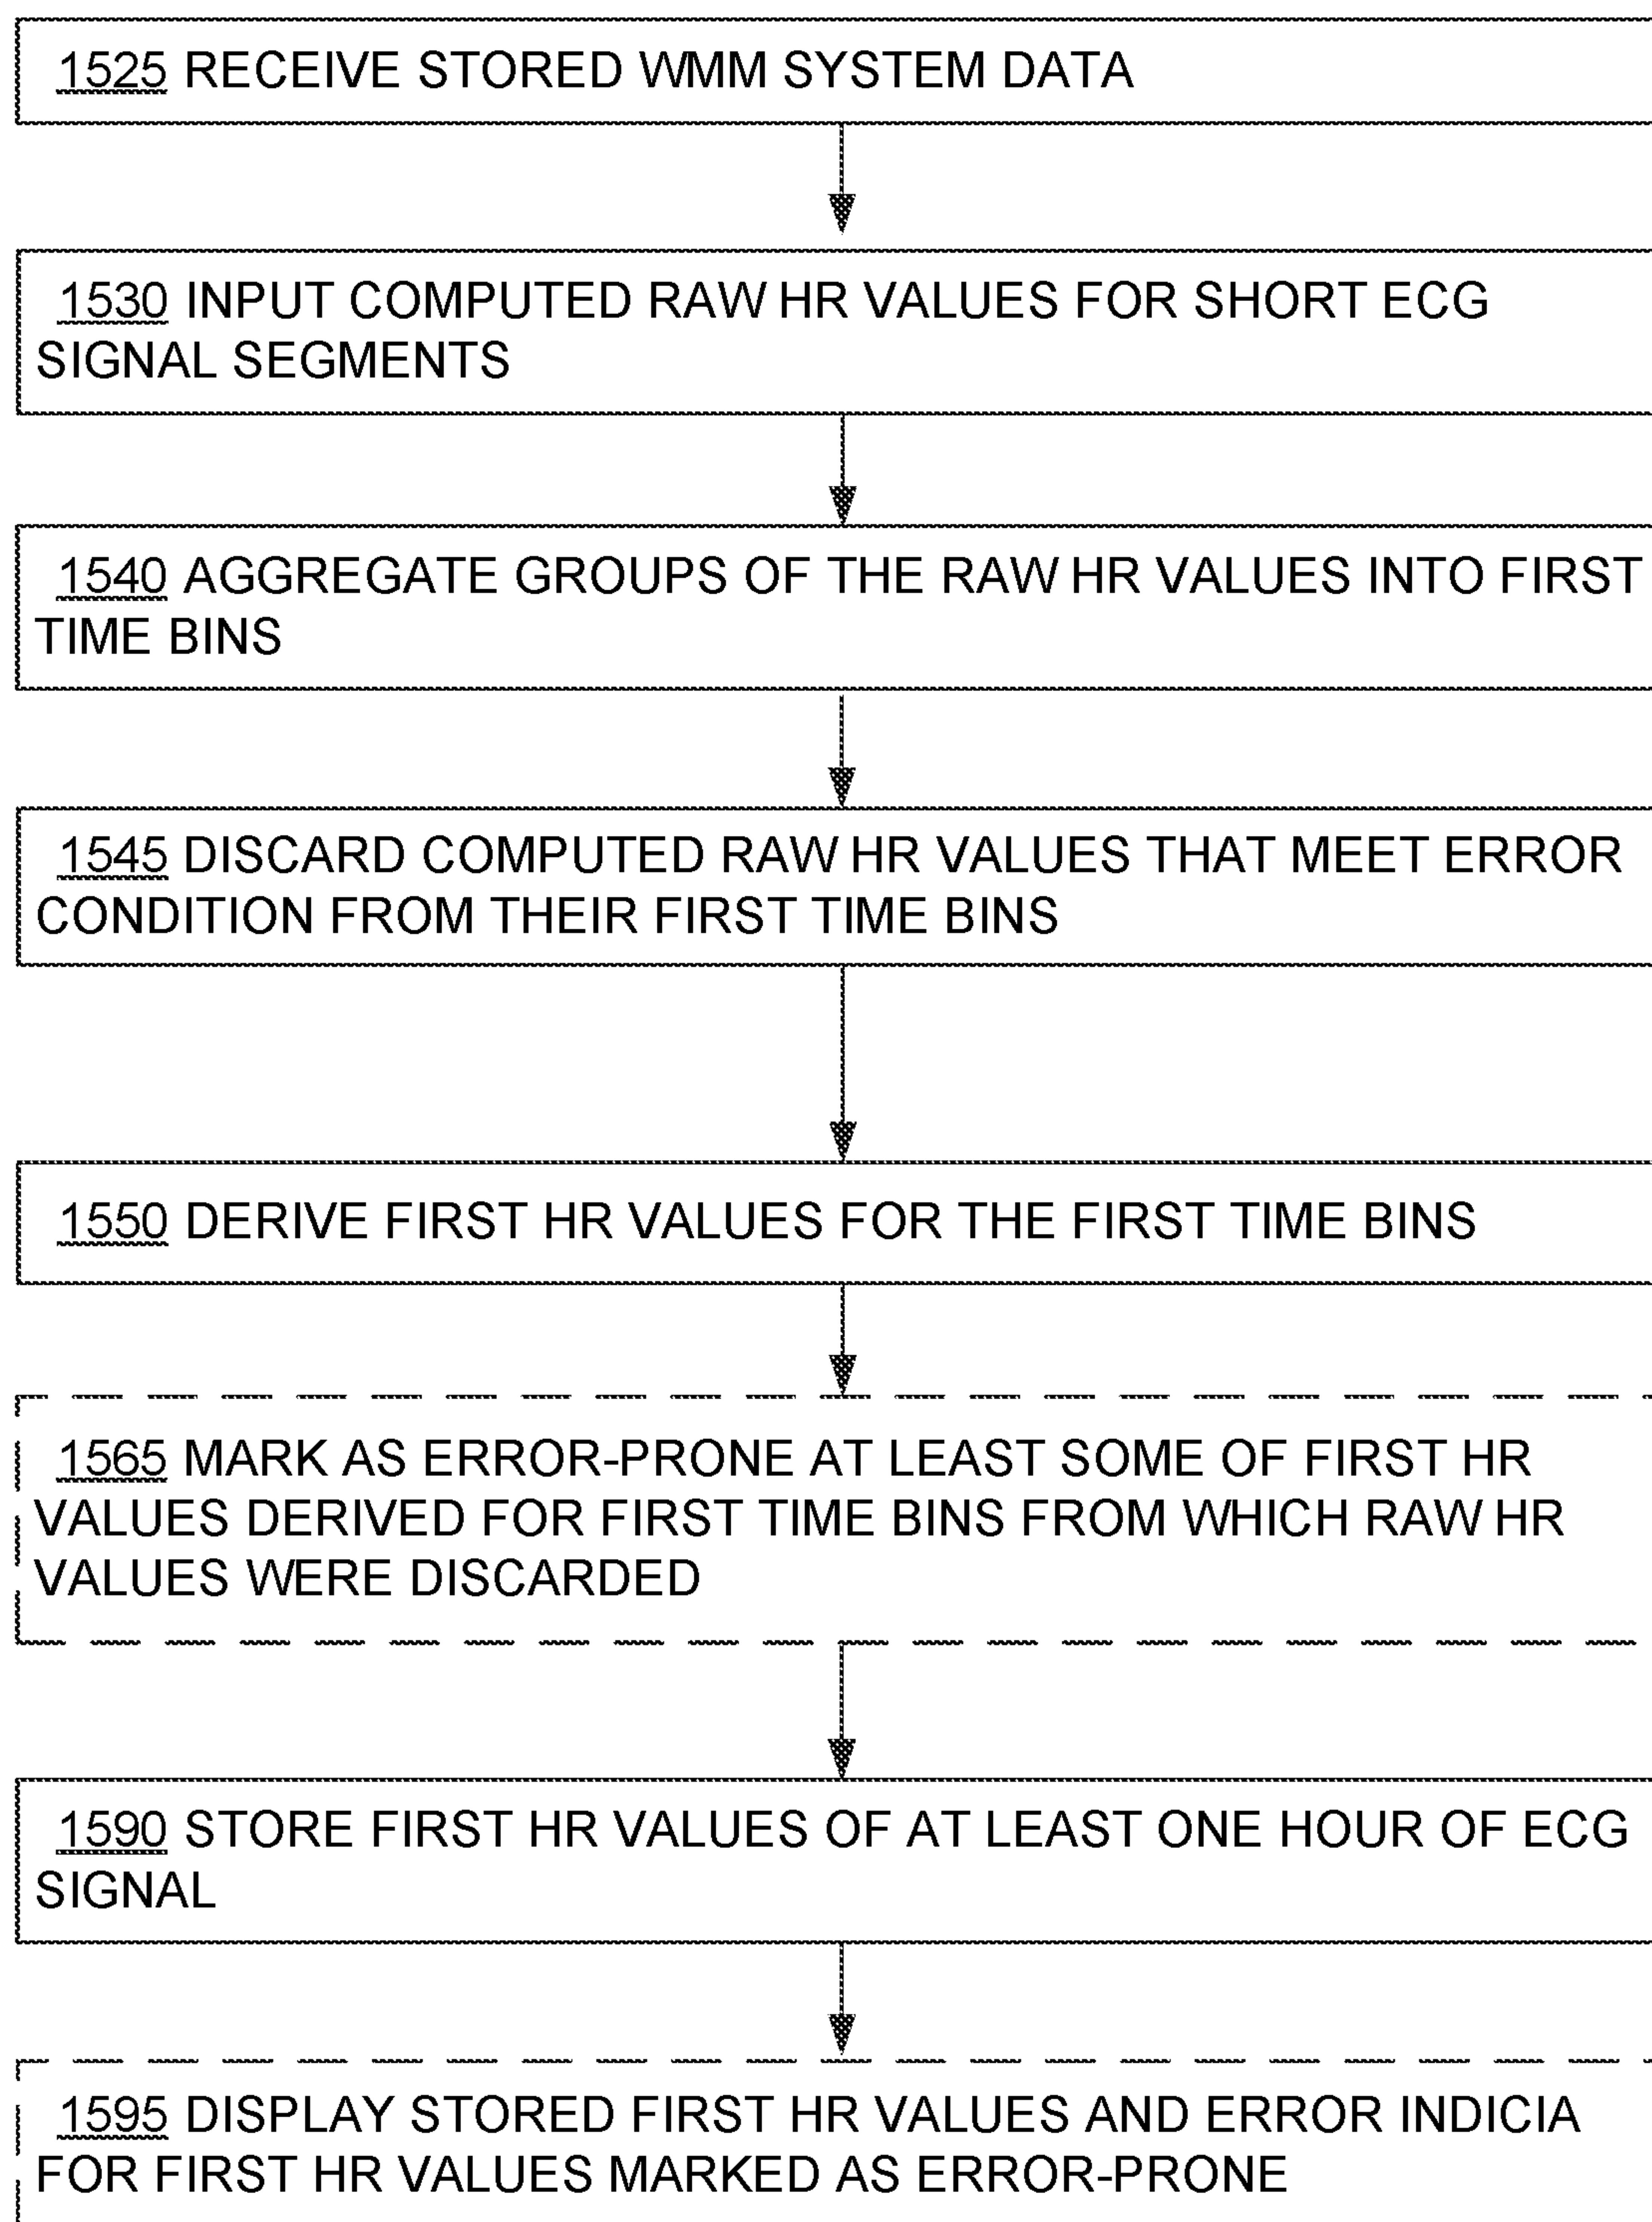 1525 RECEIVE STORED WMM SYSTEM DATA
1530 INPUT COMPUTED RAW HR VALUES FOR SHORT ECG
SIGNAL SEGMENTS
1540 AGGREGATE GROUPS OF THE RAW HR VALUES INTO FIRST
TIME BINS
1545 DISCARD COMPUTED RAW HR VALUES THAT MEET ERROR
CONDITION FROM THEIR FIRST TIME BINS
1550 DERIVE FIRST HR VALUES FOR THE FIRST TIME BINS
1565 MARK AS ERROR-PRONE AT LEAST SOME OF FIRST HR
VALUES DERIVED FOR FIRST TIME BINS FROM WHICH RAW HR
VALUES WERE DISCARDED
1590 STORE FIRST HR VALUES OF AT LEAST ONE HOUR OF ECG
SIGNAL
1595 DISPLAY STORED FIRST HR VALUES AND ERROR INDICIA
FOR FIRST HR VALUES MARKED AS ERROR-PRONE